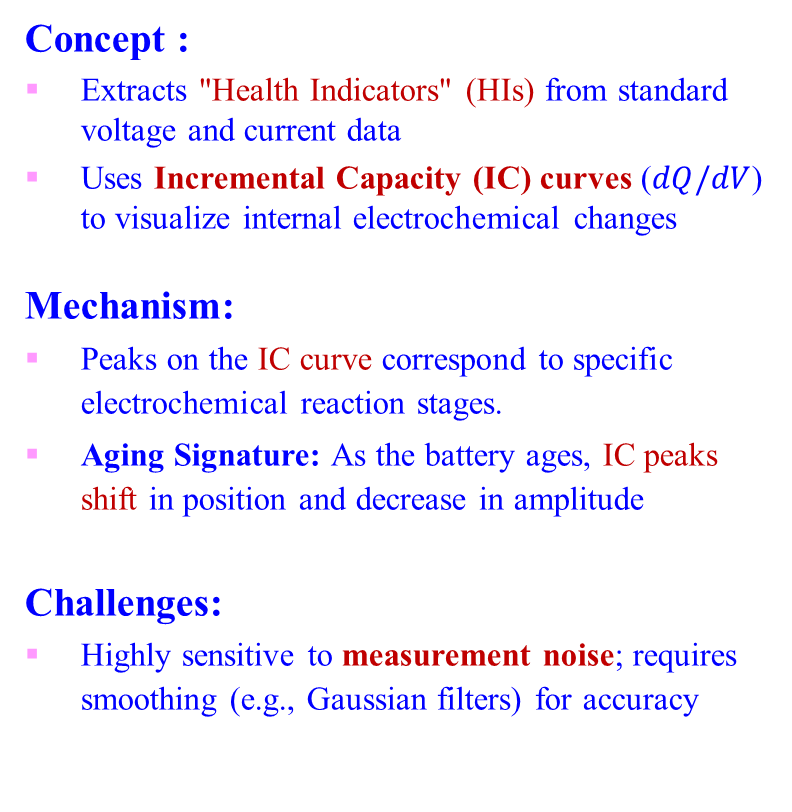 Concept :
▪ Extracts "Health Indicators" (HIs) from standard
voltage and current data
▪ Uses Incremental Capacity (IC) curves (𝑑𝑄/𝑑𝑉)
to visualize internal electrochemical changes
Mechanism:
▪ Peaks on the IC curve correspond to specific
electrochemical reaction stages.
▪ Aging Signature: As the battery ages, IC peaks
shift in position and decrease in amplitude
Challenges:
▪ Highly sensitive to measurement noise; requires
smoothing (e.g., Gaussian filters) for accuracy